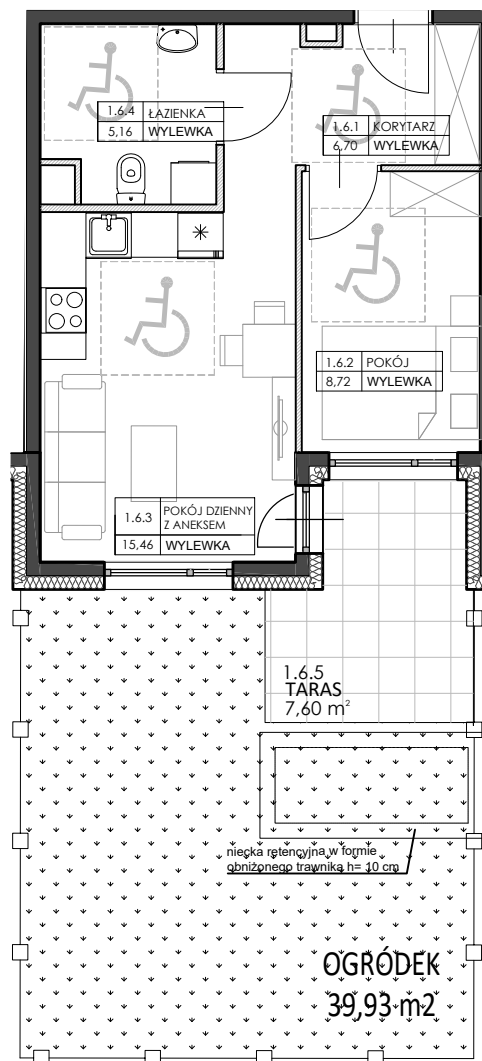 1.6.4 ŁAZIENKA
5,16 WYLEWKA
1.6.1 KORYTARZ
6,70 WYLEWKA
1.6.2 POKÓJ
8,72 WYLEWKA
1.6.3 POKÓJ DZIENNY
Z ANEKSEM
15,46 WYLEWKA
1.6.5
TARAS
7,60 m²
niecka retencyjna w formie
obniżonego trawnika h= 10 cm
OGRÓDEK
39,93 m2